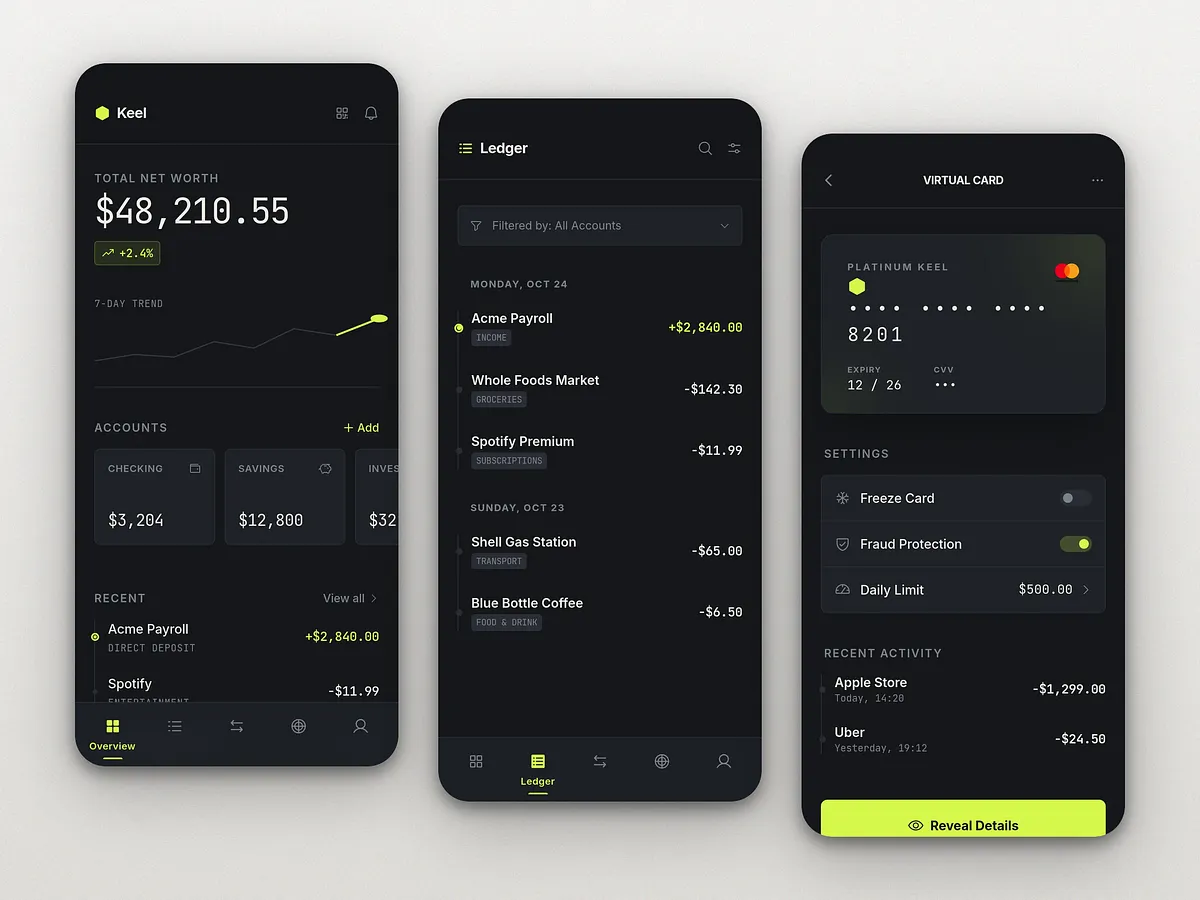 Keel
TOTAL NET WORTH
$48,210.55
+2.4%
7-DAY TREND
ACCOUNTS
+ Add
CHECKING
$3,204
SAVINGS
$12,800
INVES
$32
RECENT
View all
Acme Payroll
DIRECT DEPOSIT
+$2,840.00
Spotify
ENTERTAINMENT
-$11.99
Overview
Ledger
Filtered by: All Accounts
MONDAY, OCT 24
Acme Payroll
INCOME
+$2,840.00
Whole Foods Market
GROCERIES
-$142.30
Spotify Premium
SUBSCRIPTIONS
-$11.99
SUNDAY, OCT 23
Shell Gas Station
TRANSPORT
-$65.00
Blue Bottle Coffee
FOOD & DRINK
-$6.50
Ledger
VIRTUAL CARD
PLATINUM KEEL
•••• •••• ••••
8201
EXPIRY
12 / 26
CVV
•••
SETTINGS
Freeze Card
Fraud Protection
Daily Limit
$500.00
RECENT ACTIVITY
Apple Store
Today, 14:20
-$1,299.00
Uber
Yesterday, 19:12
-$24.50
Reveal Details